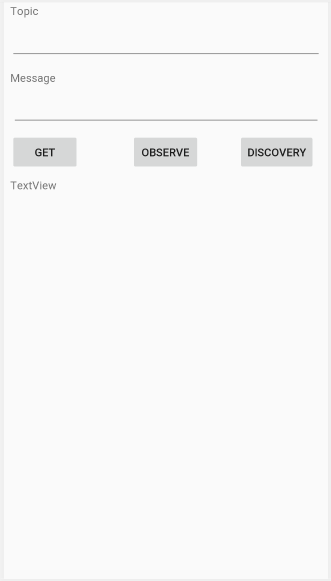 Topic
Message
GET OBSERVE DISCOVERY
TextView